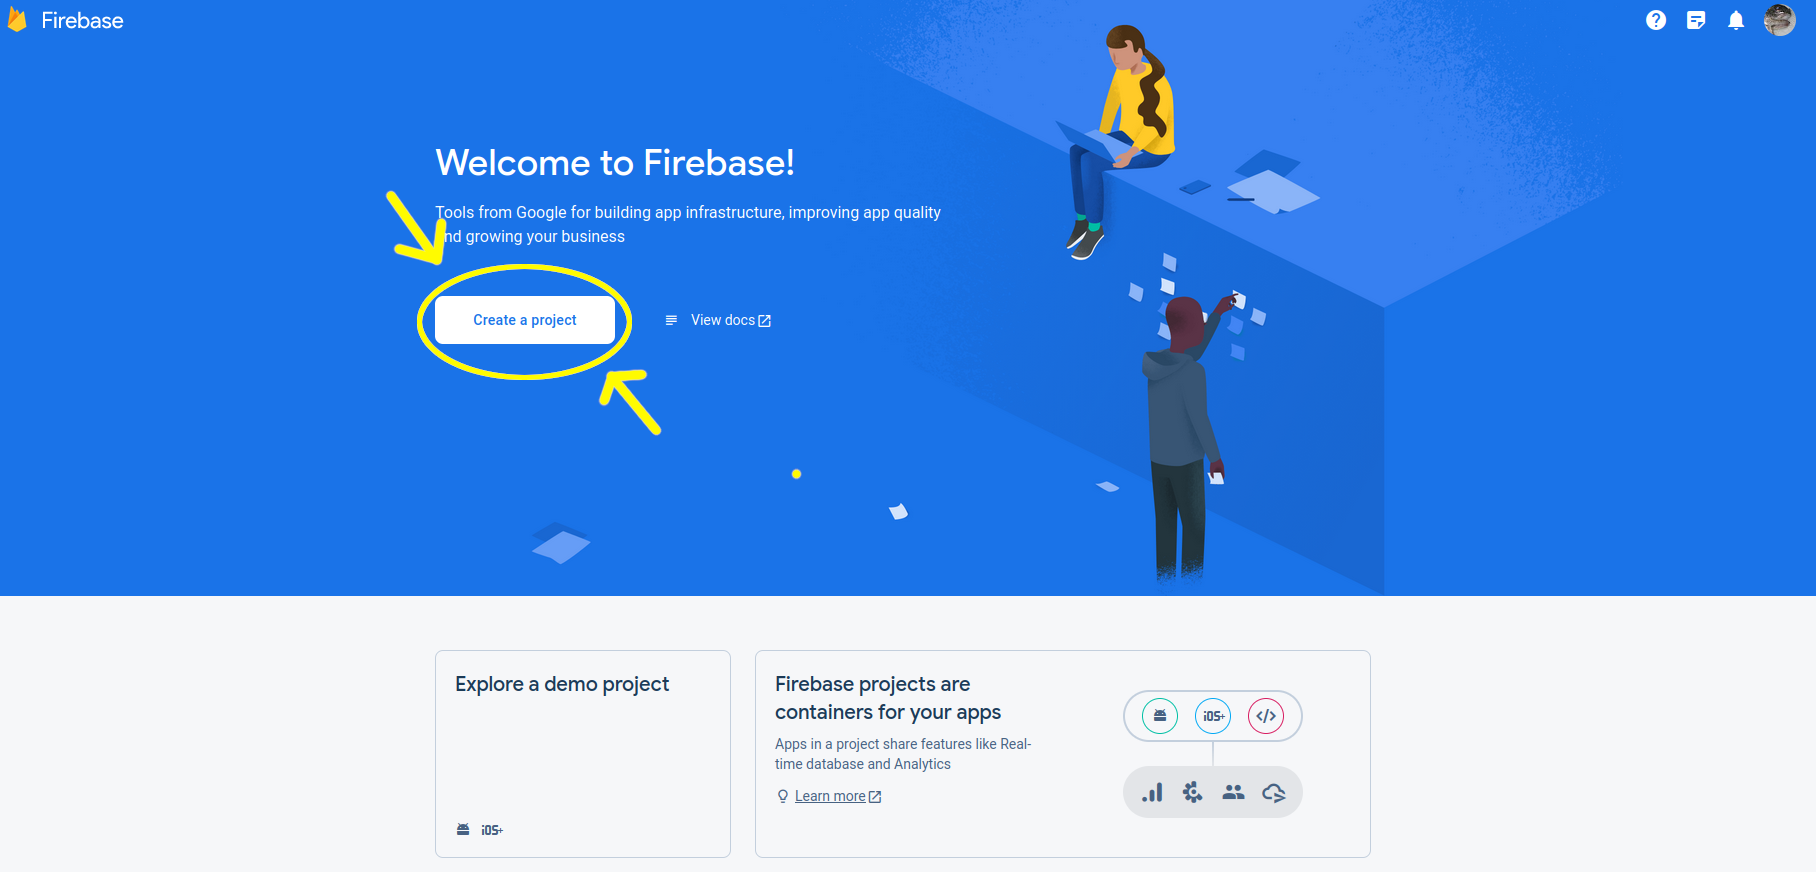 Firebase
Welcome to Firebase!
Tools from Google for building app infrastructure, improving app quality
and growing your business
Create a project
View docs
Explore a demo project
iOS+
Firebase projects are
containers for your apps
Apps in a project share features like Real-
time database and Analytics
Learn more
iOS+